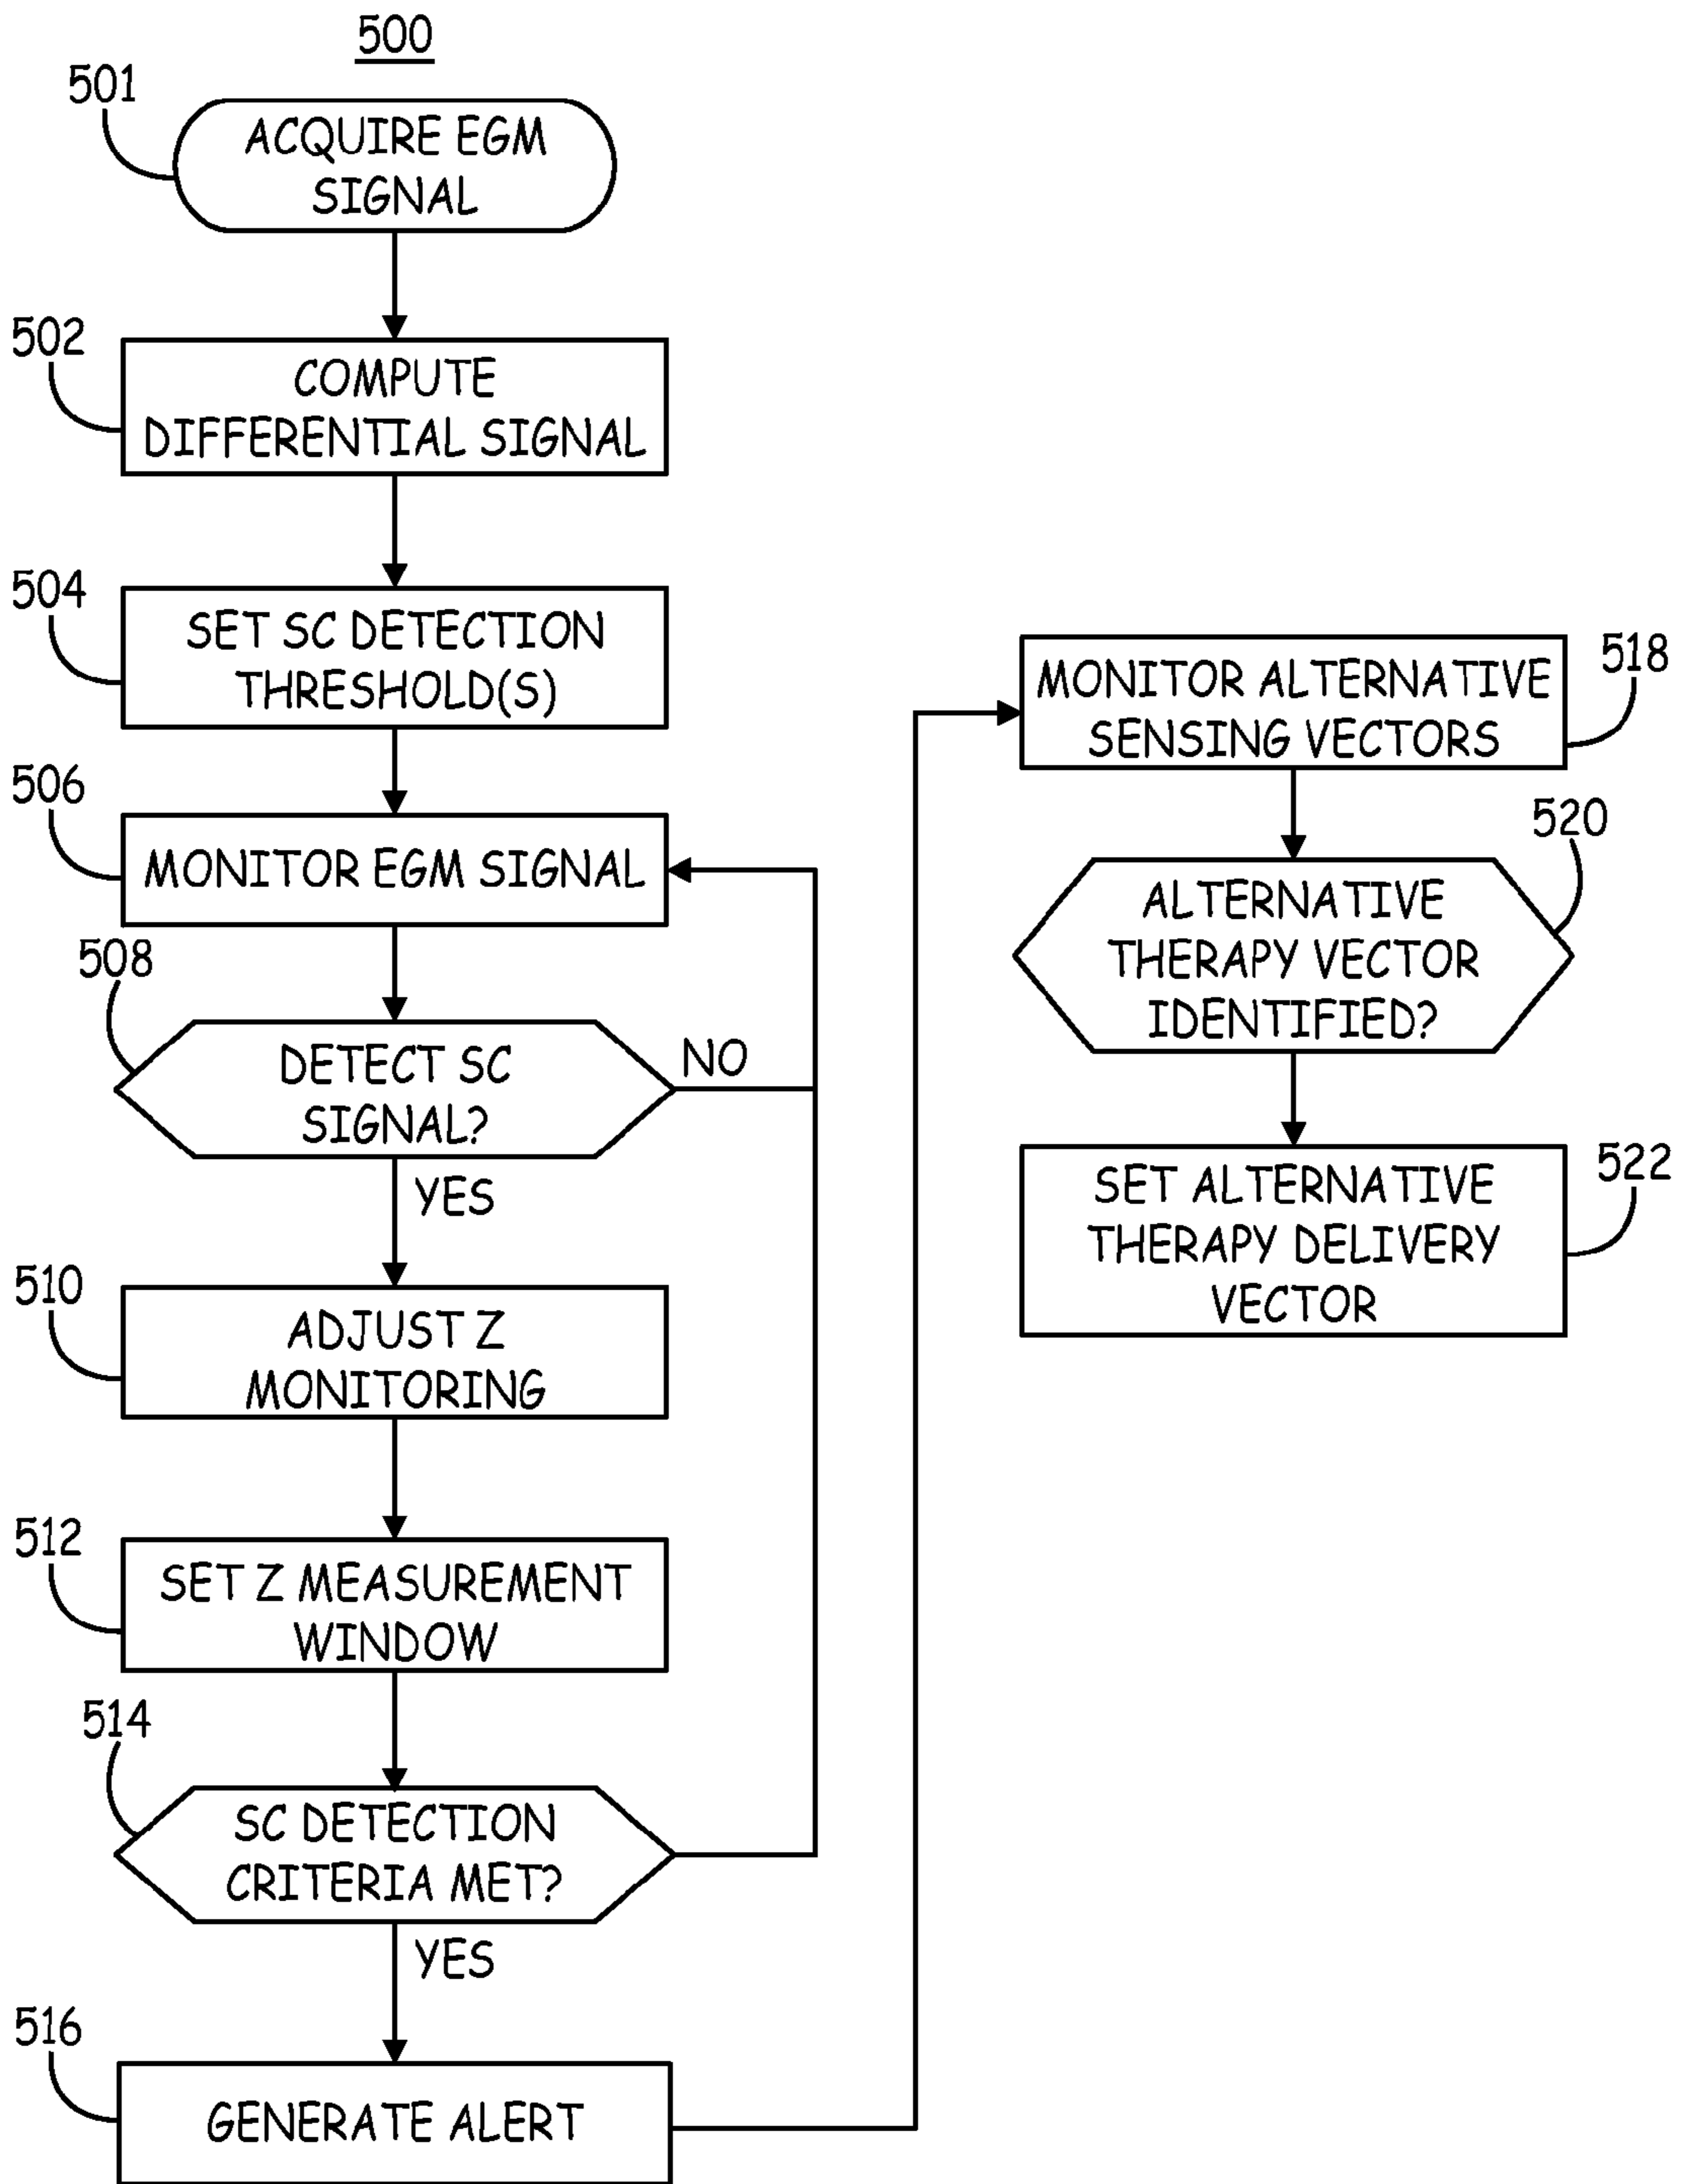 500
501
ACQUIRE EGM
SIGNAL
502
COMPUTE
DIFFERENTIAL SIGNAL
504
SET SC DETECTION
THRESHOLD(S)
506
MONITOR EGM SIGNAL
508
DETECT SC
SIGNAL?
NO
YES
510
ADJUST Z
MONITORING
512
SET Z MEASUREMENT
WINDOW
514
SC DETECTION
CRITERIA MET?
YES
516
GENERATE ALERT
518
MONITOR ALTERNATIVE
SENSING VECTORS
520
ALTERNATIVE
THERAPY VECTOR
IDENTIFIED?
522
SET ALTERNATIVE
THERAPY DELIVERY
VECTOR